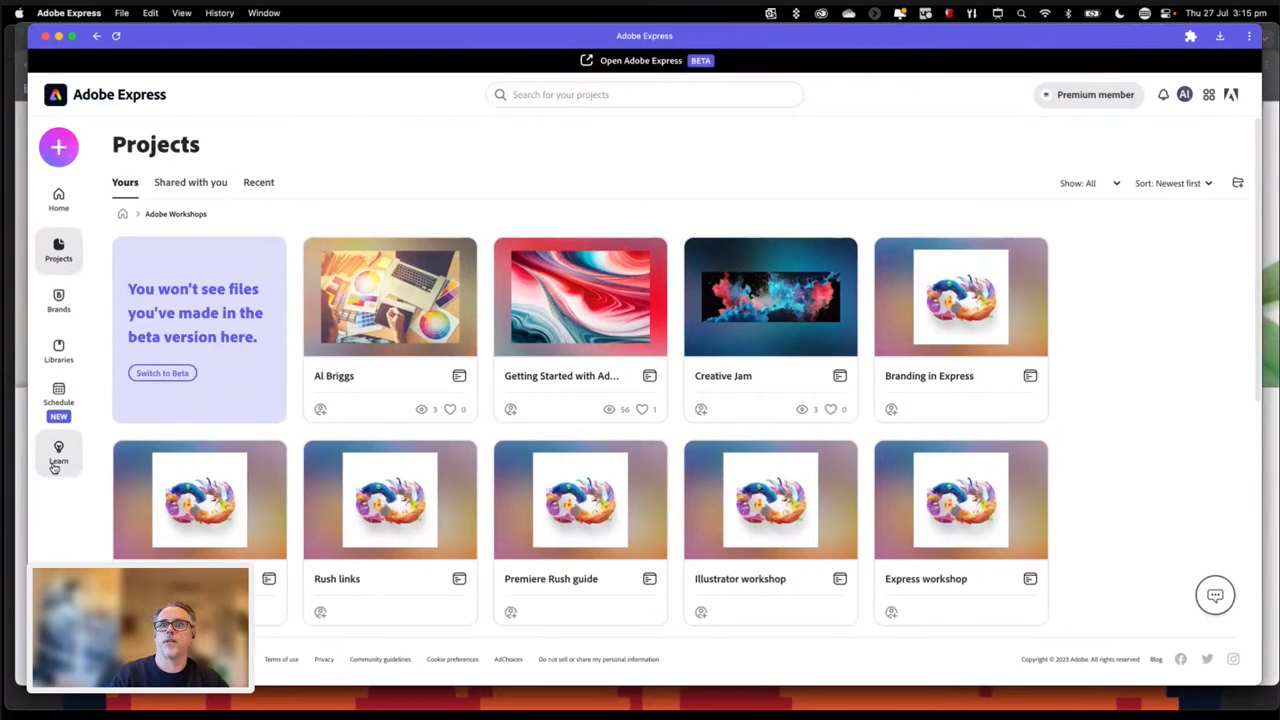 Adobe Express File Edit View History Window Thu 27 Jul 3:15 pm
Adobe Express
Open Adobe Express BETA
Adobe Express
Search for your projects
Premium member
Projects
Yours Shared with you Recent
Show: All Sort: Newest first
Adobe Workshops
Home
Projects
Brands
Libraries
Schedule
NEW
Learn
You won't see files
you've made in the
beta version here.
Switch to Beta
Al Briggs
3 0
Getting Started with Ad...
56 1
Creative Jam
3 0
Branding in Express
Rush links
Premiere Rush guide
Illustrator workshop
Express workshop
Terms of use Privacy Community guidelines Cookie preferences AdChoices Do not sell or share my personal information
Copyright © 2023 Adobe. All rights reserved Blog